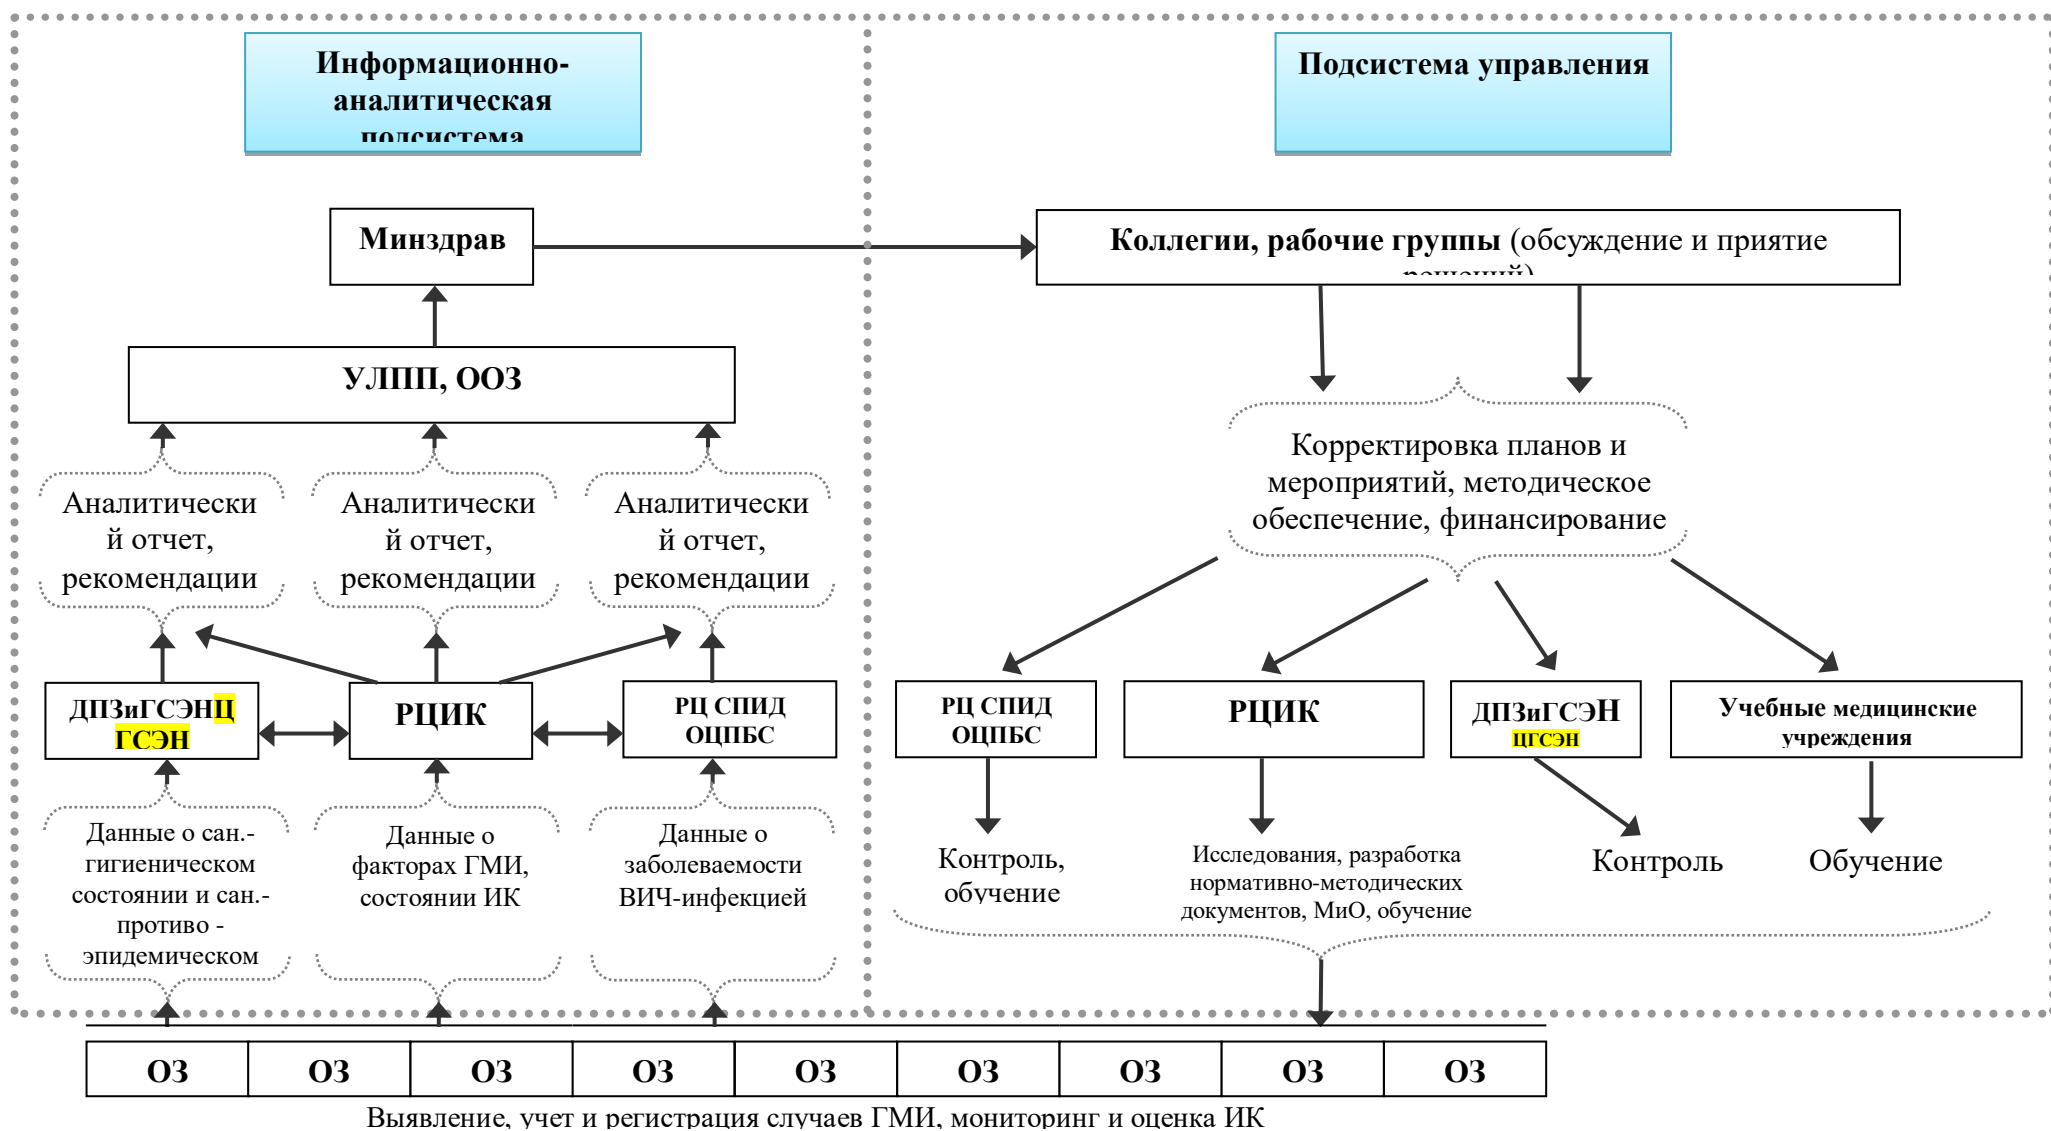 Информационно-
аналитическая
подсистема
Подсистема управления
Минздрав
Коллегии, рабочие группы (обсуждение и приятие
решений)
УЛПП, ООЗ
Корректировка планов и
мероприятий, методическое
обеспечение, финансирование
Аналитически
й отчет,
рекомендации
Аналитически
й отчет,
рекомендации
Аналитически
й отчет,
рекомендации
ДПЗиГСЭНЦ
ГСЭН
РЦИК
РЦ СПИД
ОЦПБС
РЦ СПИД
ОЦПБС
РЦИК
ДПЗиГСЭН
ЦГСЭН
Учебные медицинские
учреждения
Данные о сан.-
гигиеническом
состоянии и сан.-
противо -
эпидемическом
Данные о
факторах ГМИ,
состоянии ИК
Данные о
заболеваемости
ВИЧ-инфекцией
Контроль,
обучение
Исследования, разработка
нормативно-методических
документов, МиО, обучение
Контроль
Обучение
ОЗ ОЗ ОЗ ОЗ ОЗ ОЗ ОЗ ОЗ ОЗ
Выявление, учет и регистрация случаев ГМИ, мониторинг и оценка ИК